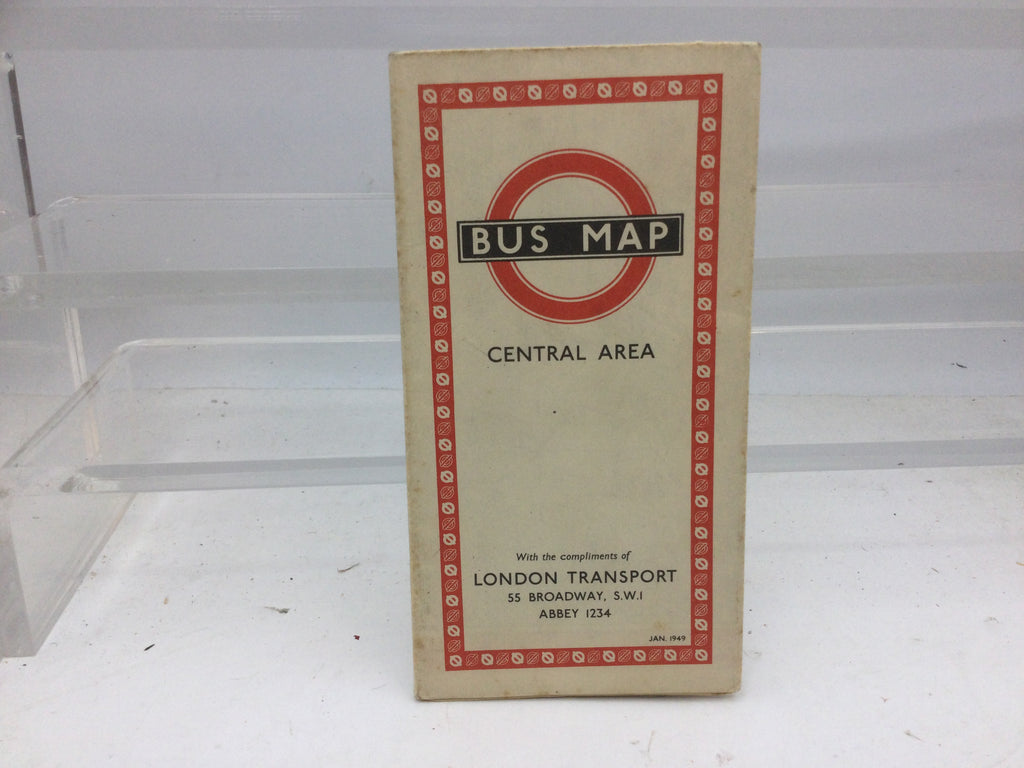 BUS MAP
CENTRAL AREA
With the compliments of
LONDON TRANSPORT
55 BROADWAY, S.W.1
ABBEY 1234
JAN. 1949